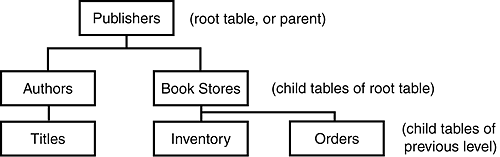 Publishers (root table, or parent)
Authors Book Stores (child tables of root table)
Titles Inventory Orders (child tables of
previous level)